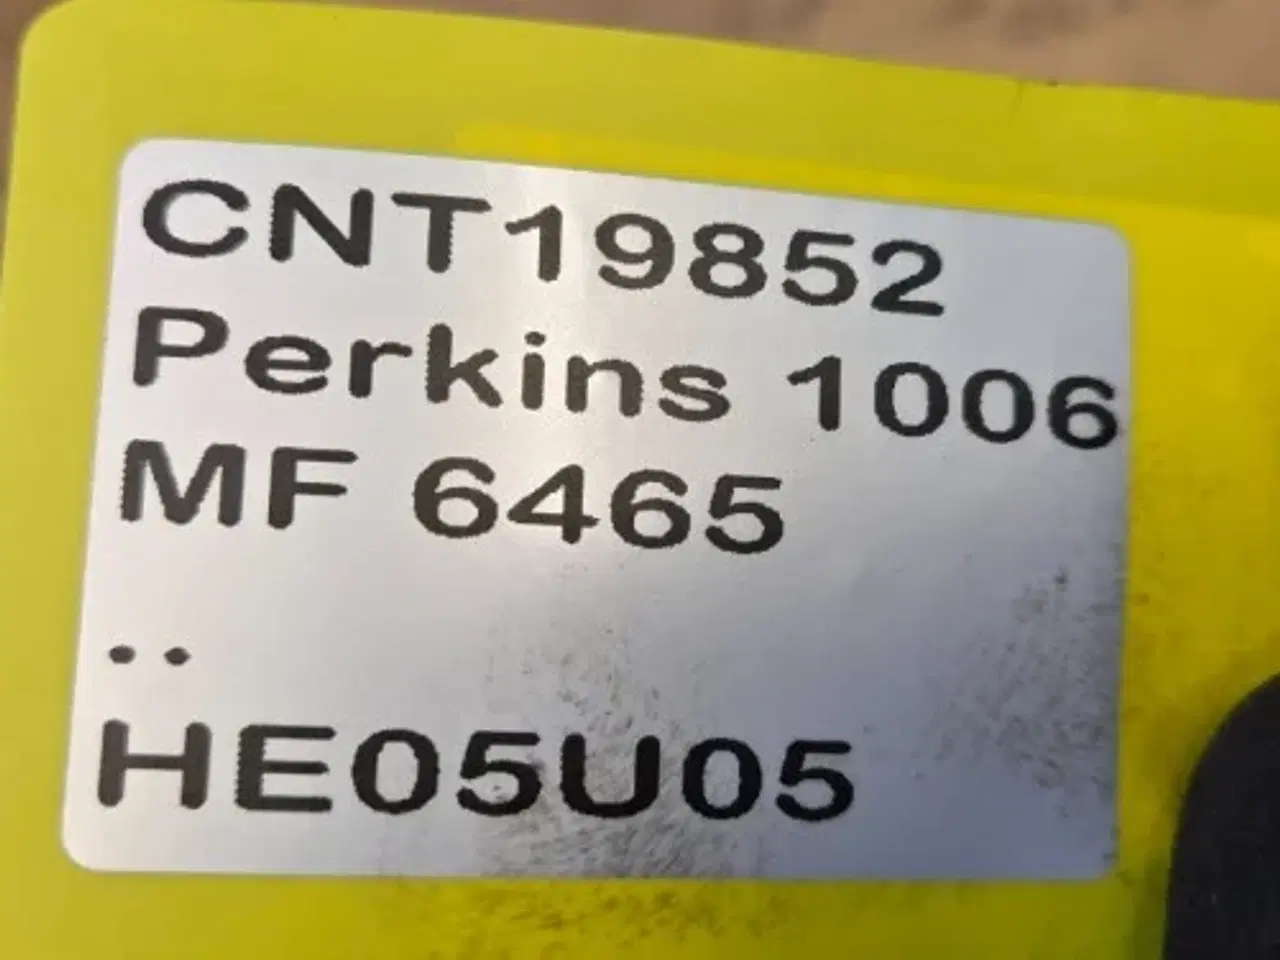 CNT19852
Perkins 1006
MF 6465
..
HE05U05